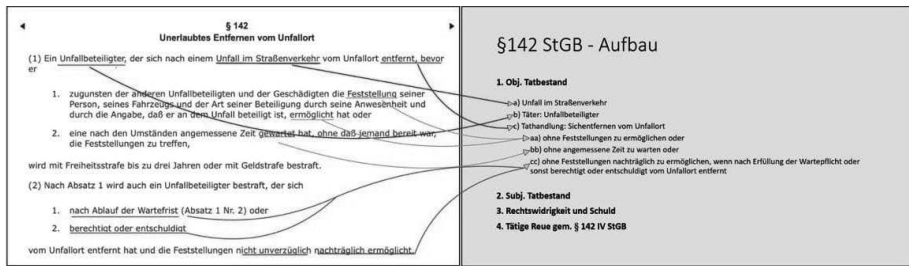 § 142
Unerlaubtes Entfernen vom Unfallort
(1) Ein Unfallbeteiligter, der sich nach einem Unfall im Straßenverkehr vom Unfallort entfernt, bevor
er
1. zugunsten der anderen Unfallbeteiligten und der Geschädigten die Feststellung seiner
Person, seines Fahrzeugs und der Art seiner Beteiligung durch seine Anwesenheit und
durch die Angabe, daß er an dem Unfall beteiligt ist, ermöglicht hat oder
2. eine nach den Umständen angemessene Zeit gewartet hat, ohne daß jemand bereit war,
die Feststellungen zu treffen,
wird mit Freiheitsstrafe bis zu drei Jahren oder mit Geldstrafe bestraft.
(2) Nach Absatz 1 wird auch ein Unfallbeteiligter bestraft, der sich
1. nach Ablauf der Wartefrist (Absatz 1 Nr. 2) oder
2. berechtigt oder entschuldigt
vom Unfallort entfernt hat und die Feststellungen nicht unverzüglich nachträglich ermöglicht.
§142 StGB - Aufbau
1. Obj. Tatbestand
a) Unfall im Straßenverkehr
b) Täter: Unfallbeteiligter
c) Tathandlung: Sichentfernen vom Unfallort
aa) ohne Feststellungen zu ermöglichen oder
bb) ohne angemessene Zeit zu warten oder
cc) ohne Feststellungen nachträglich zu ermöglichen, wenn nach Erfüllung der Wartepflicht oder
sonst berechtigt oder entschuldigt vom Unfallort entfernt
2. Subj. Tatbestand
3. Rechtswidrigkeit und Schuld
4. Tätige Reue gem. § 142 IV StGB